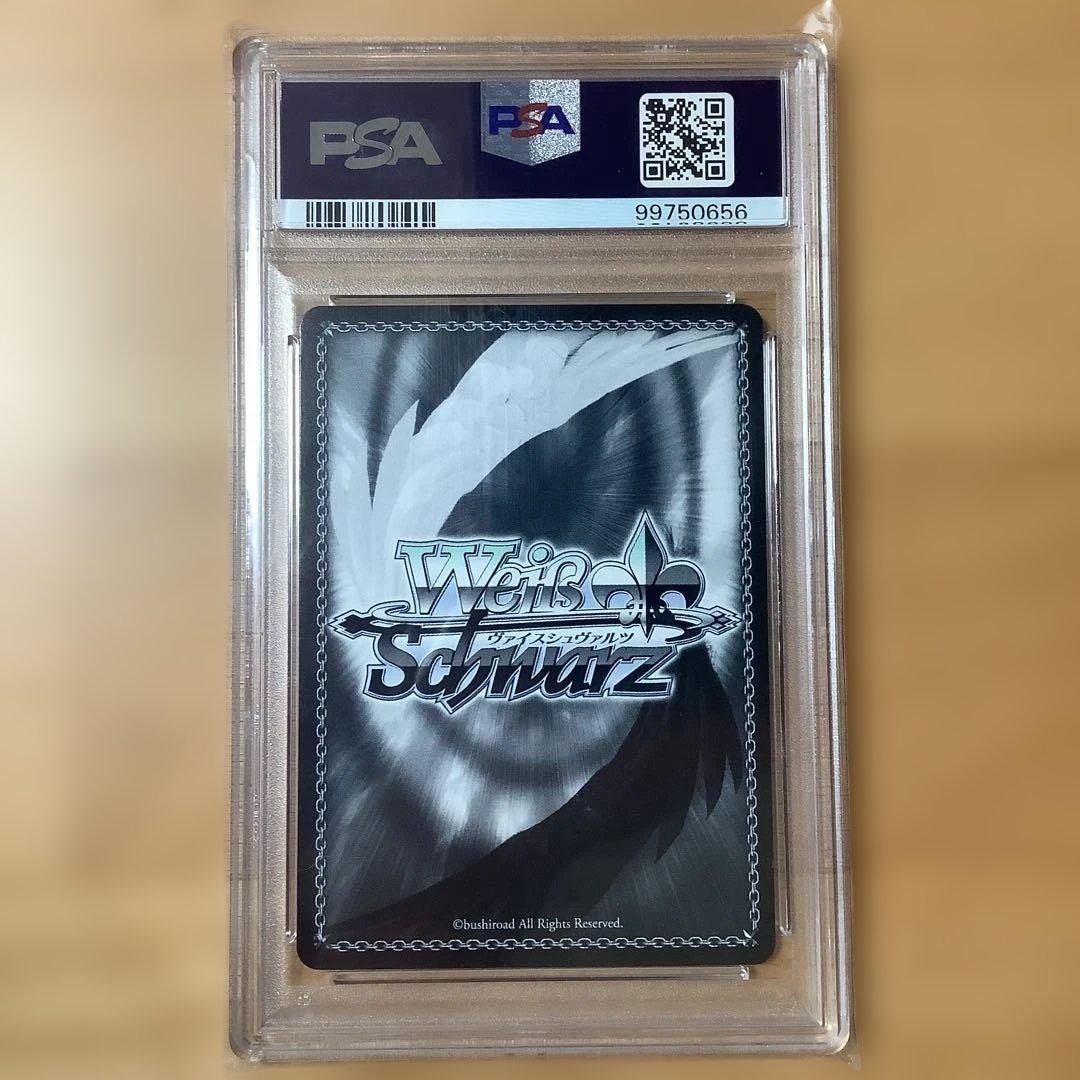 PSA
PSA
99750656
Weiß
ヴァイスシュヴァルツ
Schwarz
©bushiroad All Rights Reserved.